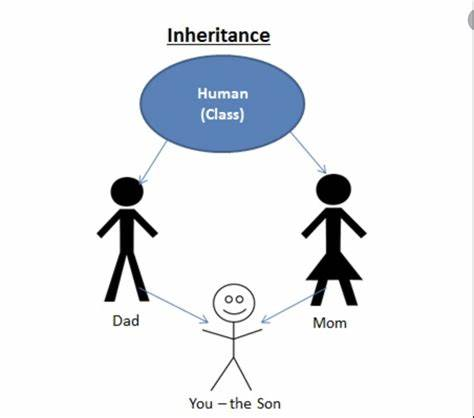 Inheritance
Human
(Class)
Dad
Mom
You – the Son